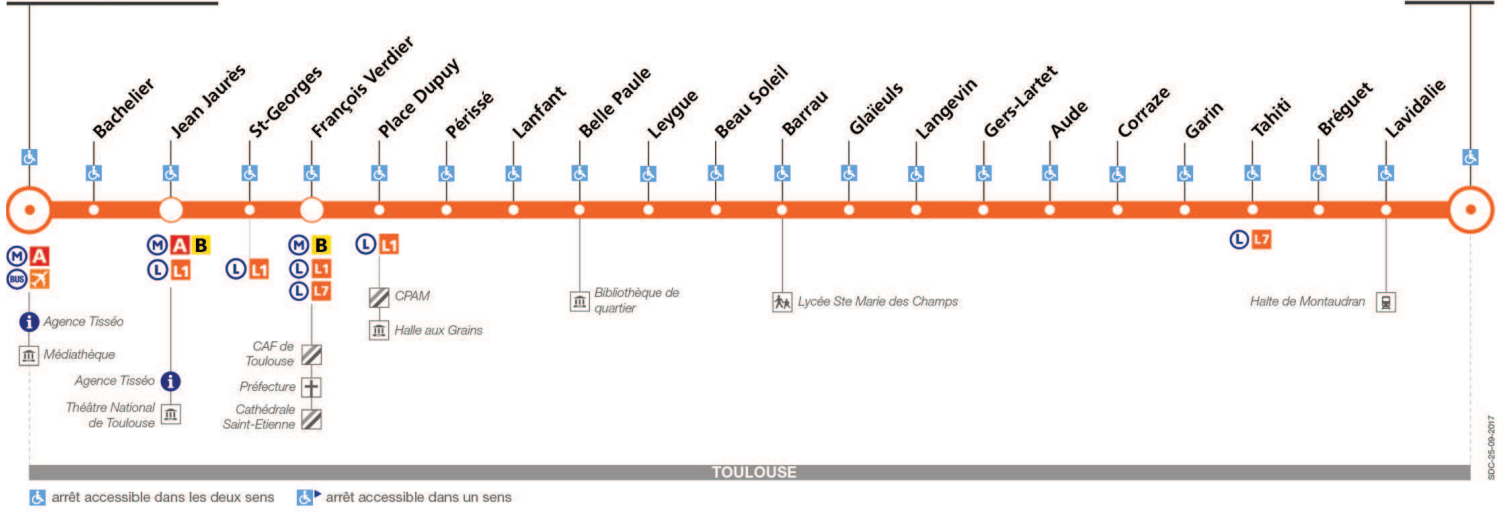 Bachelier
Jean Jaurès
St-Georges
François Verdier
Place Dupuy
Périssé
Lanfant
Belle Paule
Leygue
Beau Soleil
Barrau
Glaïeuls
Langevin
Gers-Lartet
Aude
Corraze
Garin
Tahiti
Bréguet
Lavidalie
M A
BUS
M A B
L L1
L L1
M B
L L1
L L7
L L1
L L7
i Agence Tisséo
Médiathèque
Agence Tisséo i
Théâtre National
de Toulouse
CAF de
Toulouse
Préfecture
Cathédrale
Saint-Etienne
CPAM
Halle aux Grains
Bibliothèque de
quartier
Lycée Ste Marie des Champs
Halte de Montaudran
TOULOUSE
SDC-25-09-2017
arrêt accessible dans les deux sens
arrêt accessible dans un sens